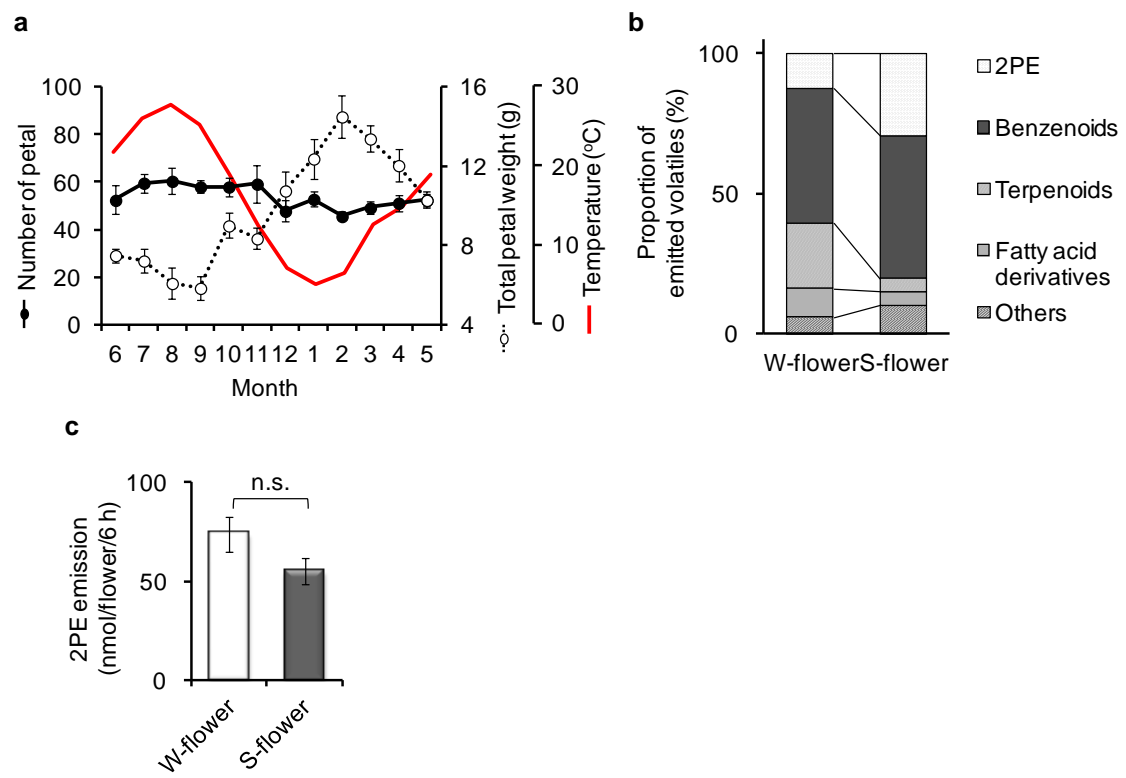 a
100
80
60
40
20
0
Number of petal
16
12
8
4
Total petal weight (g)
30
20
10
0
Temperature (°C)
6 7 8 9 10 11 12 1 2 3 4 5
Month
b
100
50
0
Proportion of
emitted volatiles (%)
W-flower S-flower
2PE
Benzenoids
Terpenoids
Fatty acid
derivatives
Others
c
100
50
0
2PE emission
(nmol/flower/6 h)
n.s.
W-flower
S-flower